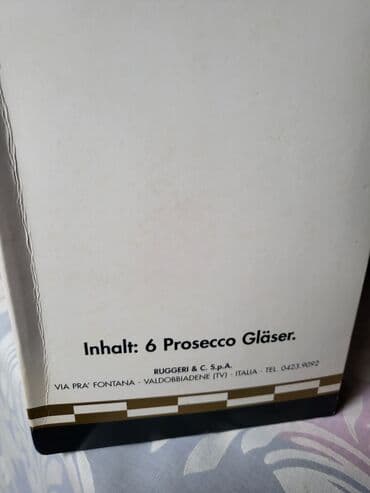 Inhalt: 6 Prosecco Gläser.
RUGGERI & C. S.p.A.
VIA PRA' FONTANA - VALDOBBIADENE (TV) - ITALIA - TEL. 0423.9092